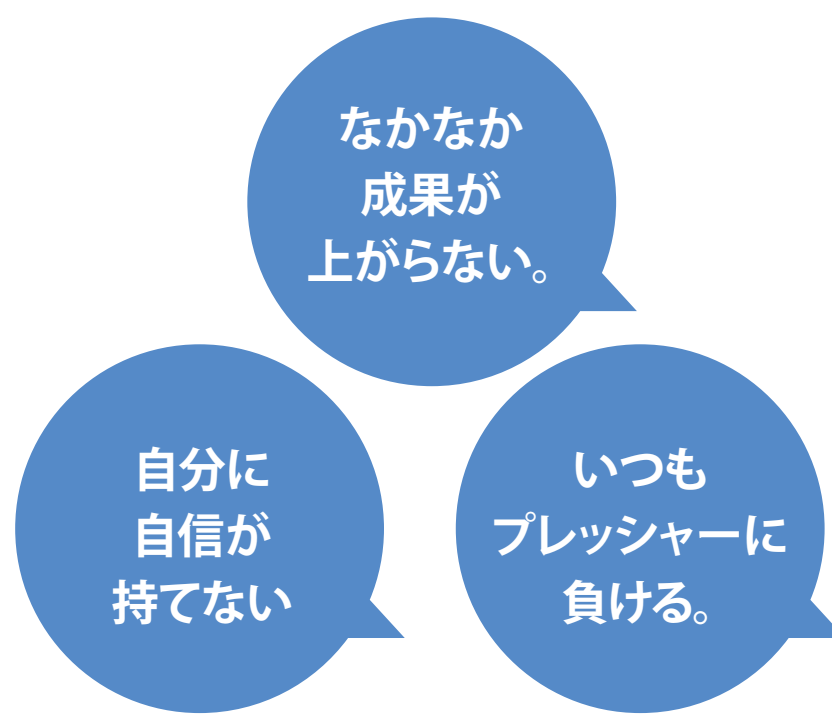 なかなか
成果が
上がらない。
自分に
自信が
持てない
いつも
プレッシャーに
負ける。